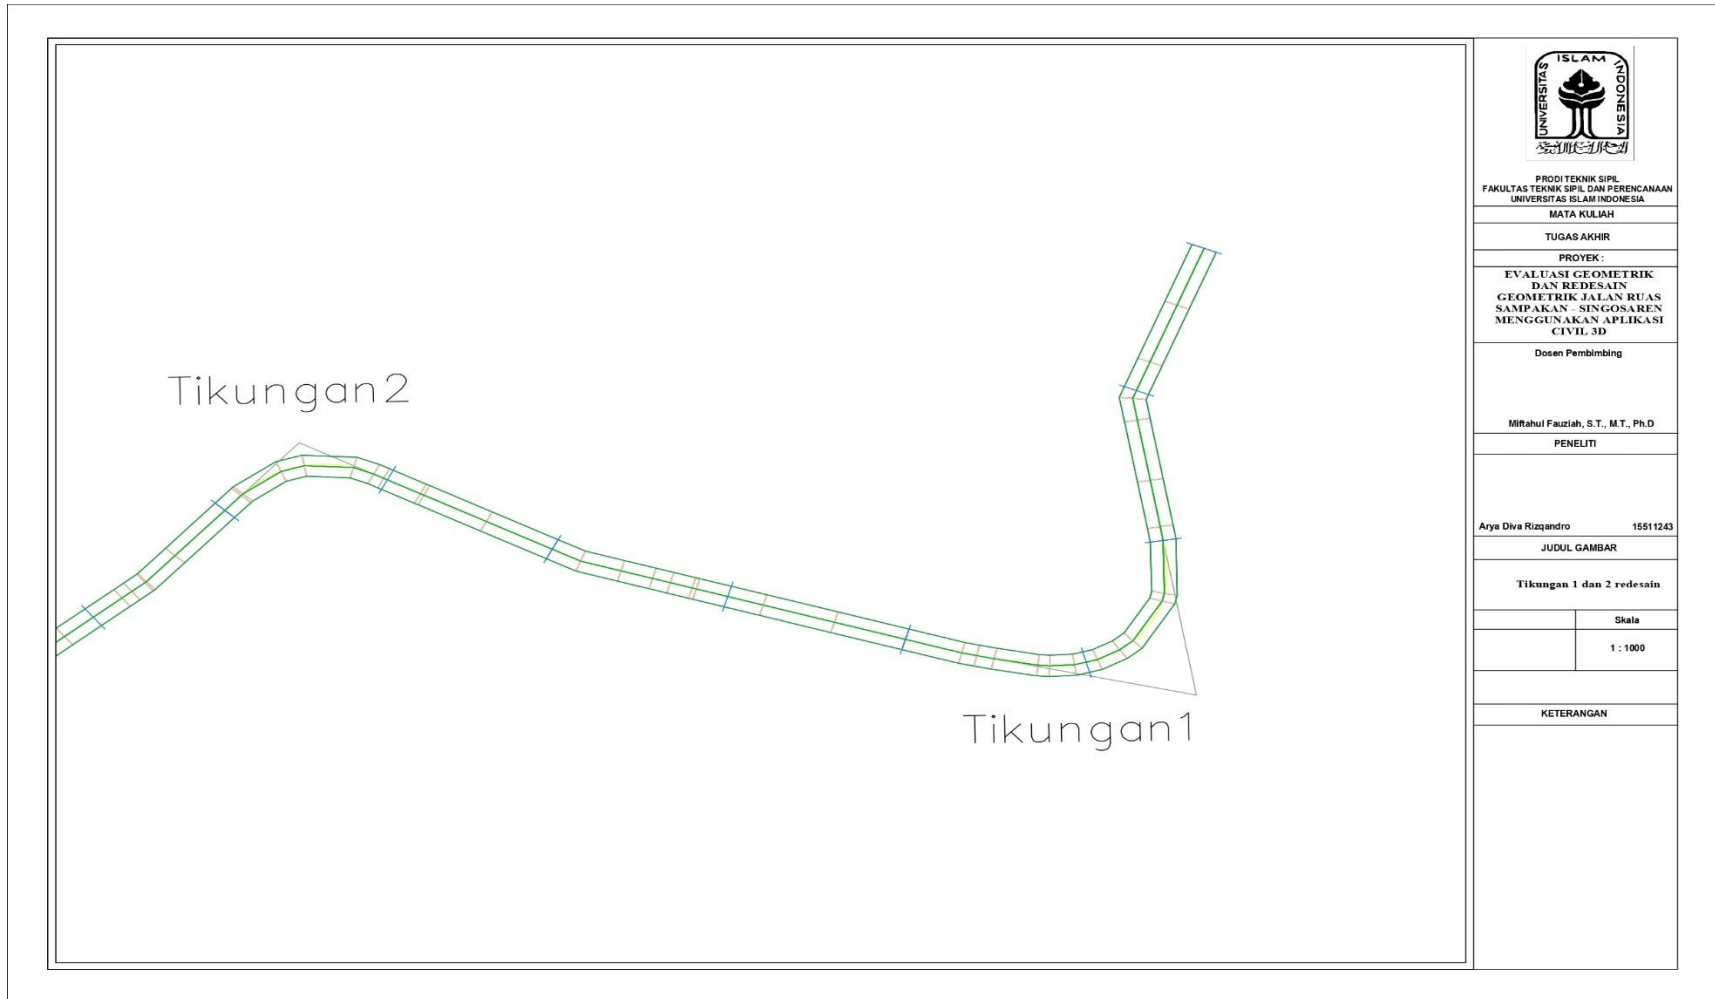 Tikungan2
Tikungan1
UNIVERSITAS ISLAM INDONESIA
PRODI TEKNIK SIPIL
FAKULTAS TEKNIK SIPIL DAN PERENCANAAN
UNIVERSITAS ISLAM INDONESIA
MATA KULIAH
TUGAS AKHIR
PROYEK :
EVALUASI GEOMETRIK
DAN REDESAIN
GEOMETRIK JALAN RUAS
SAMPAKAN - SINGOSAREN
MENGGUNAKAN APLIKASI
CIVIL 3D
Dosen Pembimbing
Miftahul Fauziah, S.T., M.T., Ph.D
PENELITI
Arya Diva Rizqandro 15511243
JUDUL GAMBAR
Tikungan 1 dan 2 redesain
Skala
1 : 1000
KETERANGAN